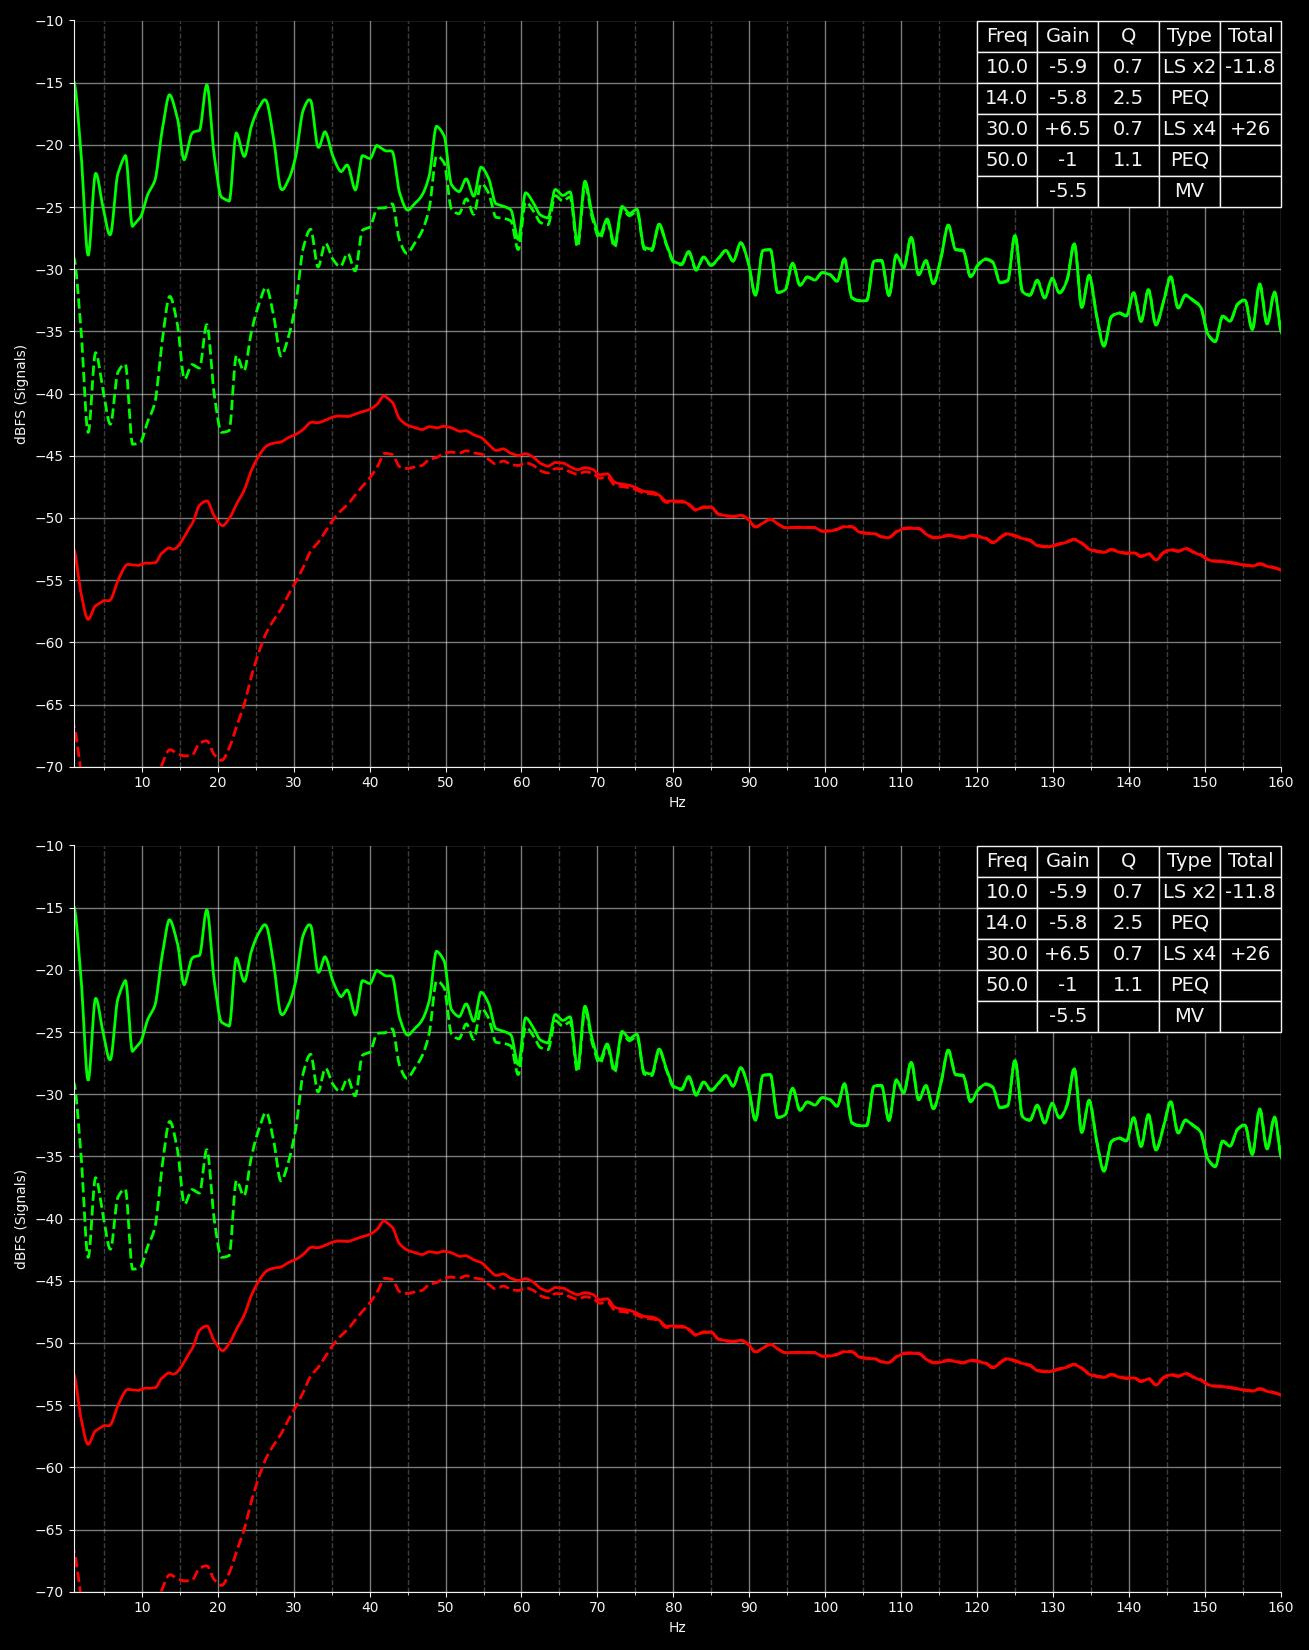 −10
−15
−20
−25
−30
−35
−40
−45
−50
−55
−60
−65
−70
dBFS (Signals)
Freq Gain Q Type Total
10.0 -5.9 0.7 LS x2 -11.8
14.0 -5.8 2.5 PEQ
30.0 +6.5 0.7 LS x4 +26
50.0 -1 1.1 PEQ
-5.5 MV
10 20 30 40 50 60 70 80 90 100 110 120 130 140 150 160
Hz
−10
−15
−20
−25
−30
−35
−40
−45
−50
−55
−60
−65
−70
dBFS (Signals)
Freq Gain Q Type Total
10.0 -5.9 0.7 LS x2 -11.8
14.0 -5.8 2.5 PEQ
30.0 +6.5 0.7 LS x4 +26
50.0 -1 1.1 PEQ
-5.5 MV
10 20 30 40 50 60 70 80 90 100 110 120 130 140 150 160
Hz